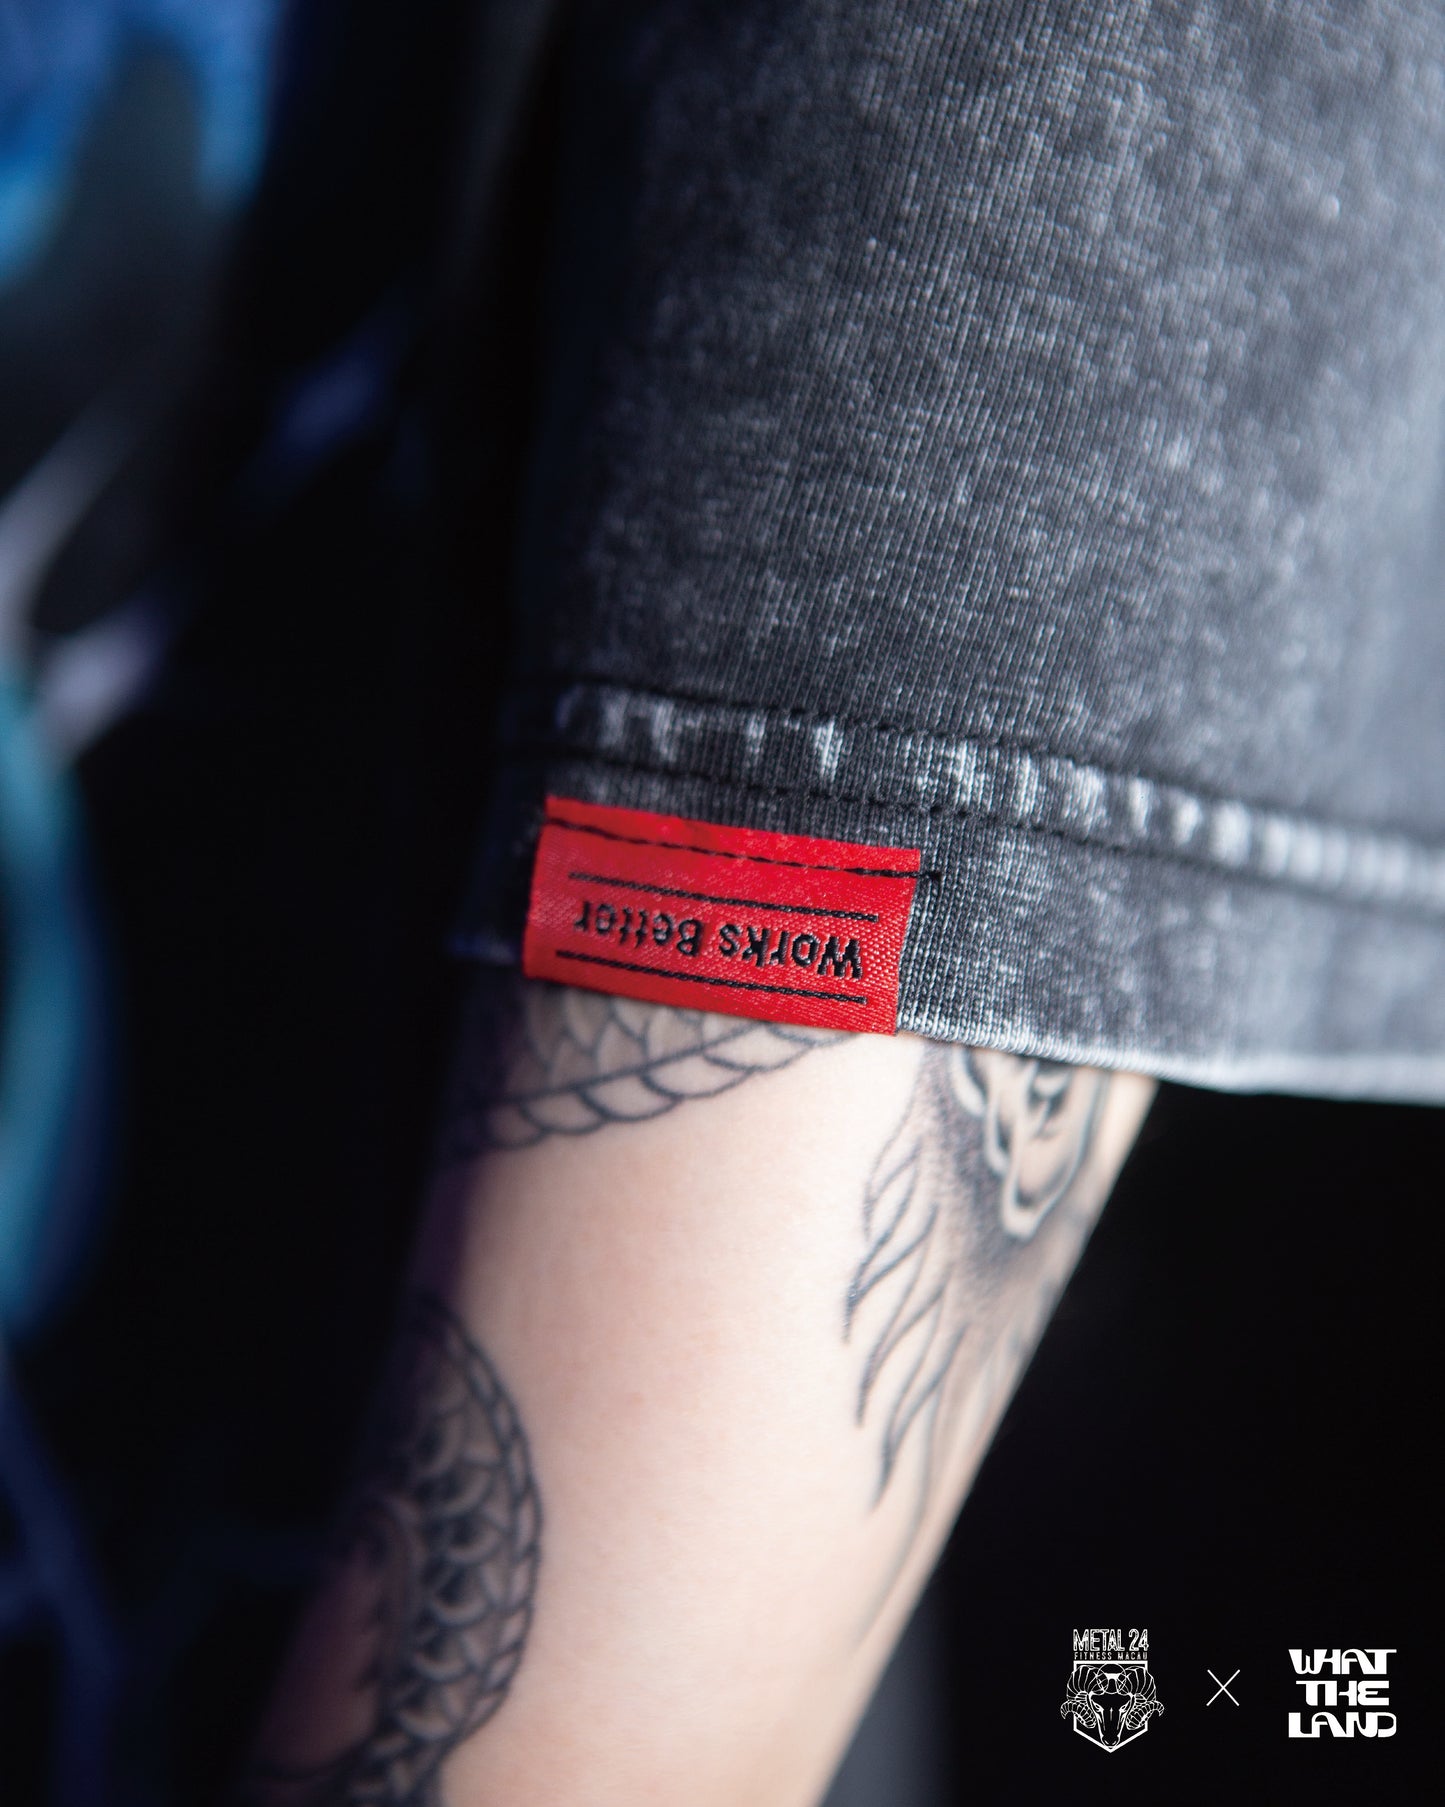 Works Better
METAL 24
FITNESS MACAU
X
WHAT
THE
LAND